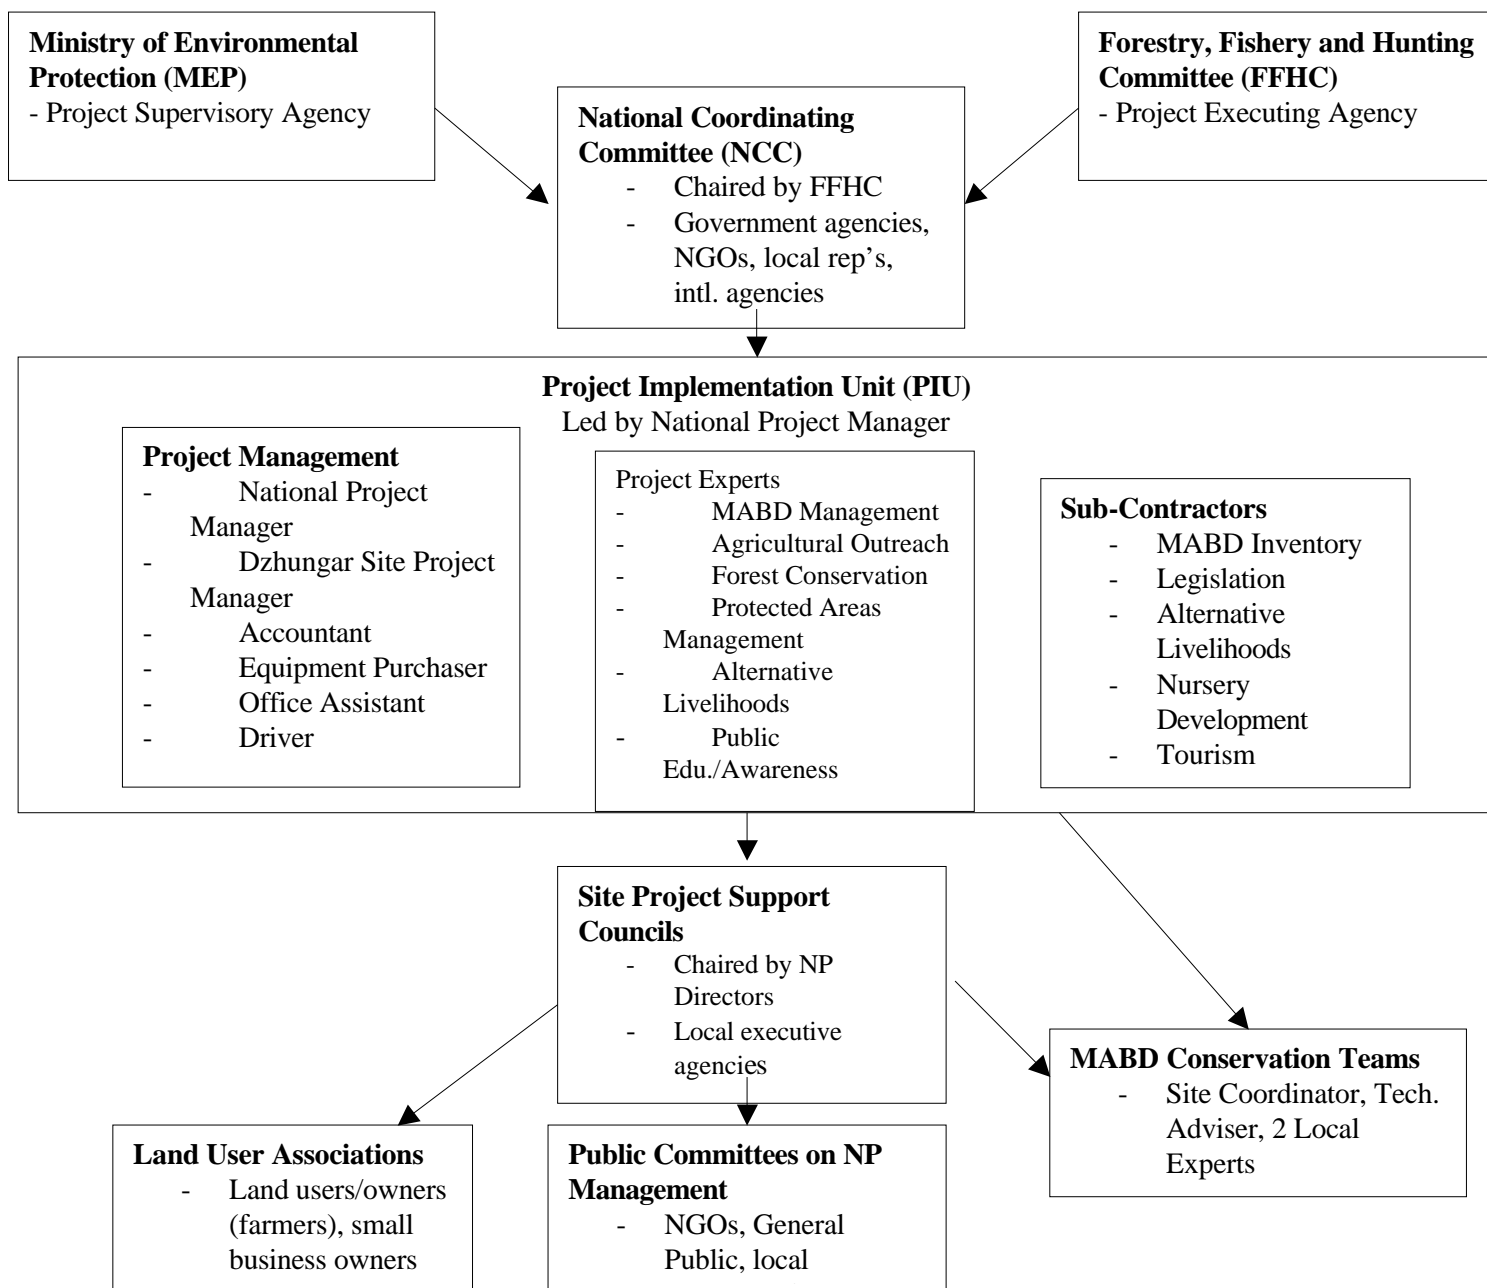 Ministry of Environmental
Protection (MEP)
- Project Supervisory Agency
Forestry, Fishery and Hunting
Committee (FFHC)
- Project Executing Agency
National Coordinating
Committee (NCC)
- Chaired by FFHC
- Government agencies,
NGOs, local rep’s,
intl. agencies
Project Implementation Unit (PIU)
Led by National Project Manager
Project Management
- National Project
Manager
- Dzhungar Site Project
Manager
- Accountant
- Equipment Purchaser
- Office Assistant
- Driver
Project Experts
- MABD Management
- Agricultural Outreach
- Forest Conservation
- Protected Areas
Management
- Alternative
Livelihoods
- Public
Edu./Awareness
Sub-Contractors
- MABD Inventory
- Legislation
- Alternative
Livelihoods
- Nursery
Development
- Tourism
Site Project Support
Councils
- Chaired by NP
Directors
- Local executive
agencies
MABD Conservation Teams
- Site Coordinator, Tech.
Adviser, 2 Local
Experts
Land User Associations
- Land users/owners
(farmers), small
business owners
Public Committees on NP
Management
- NGOs, General
Public, local